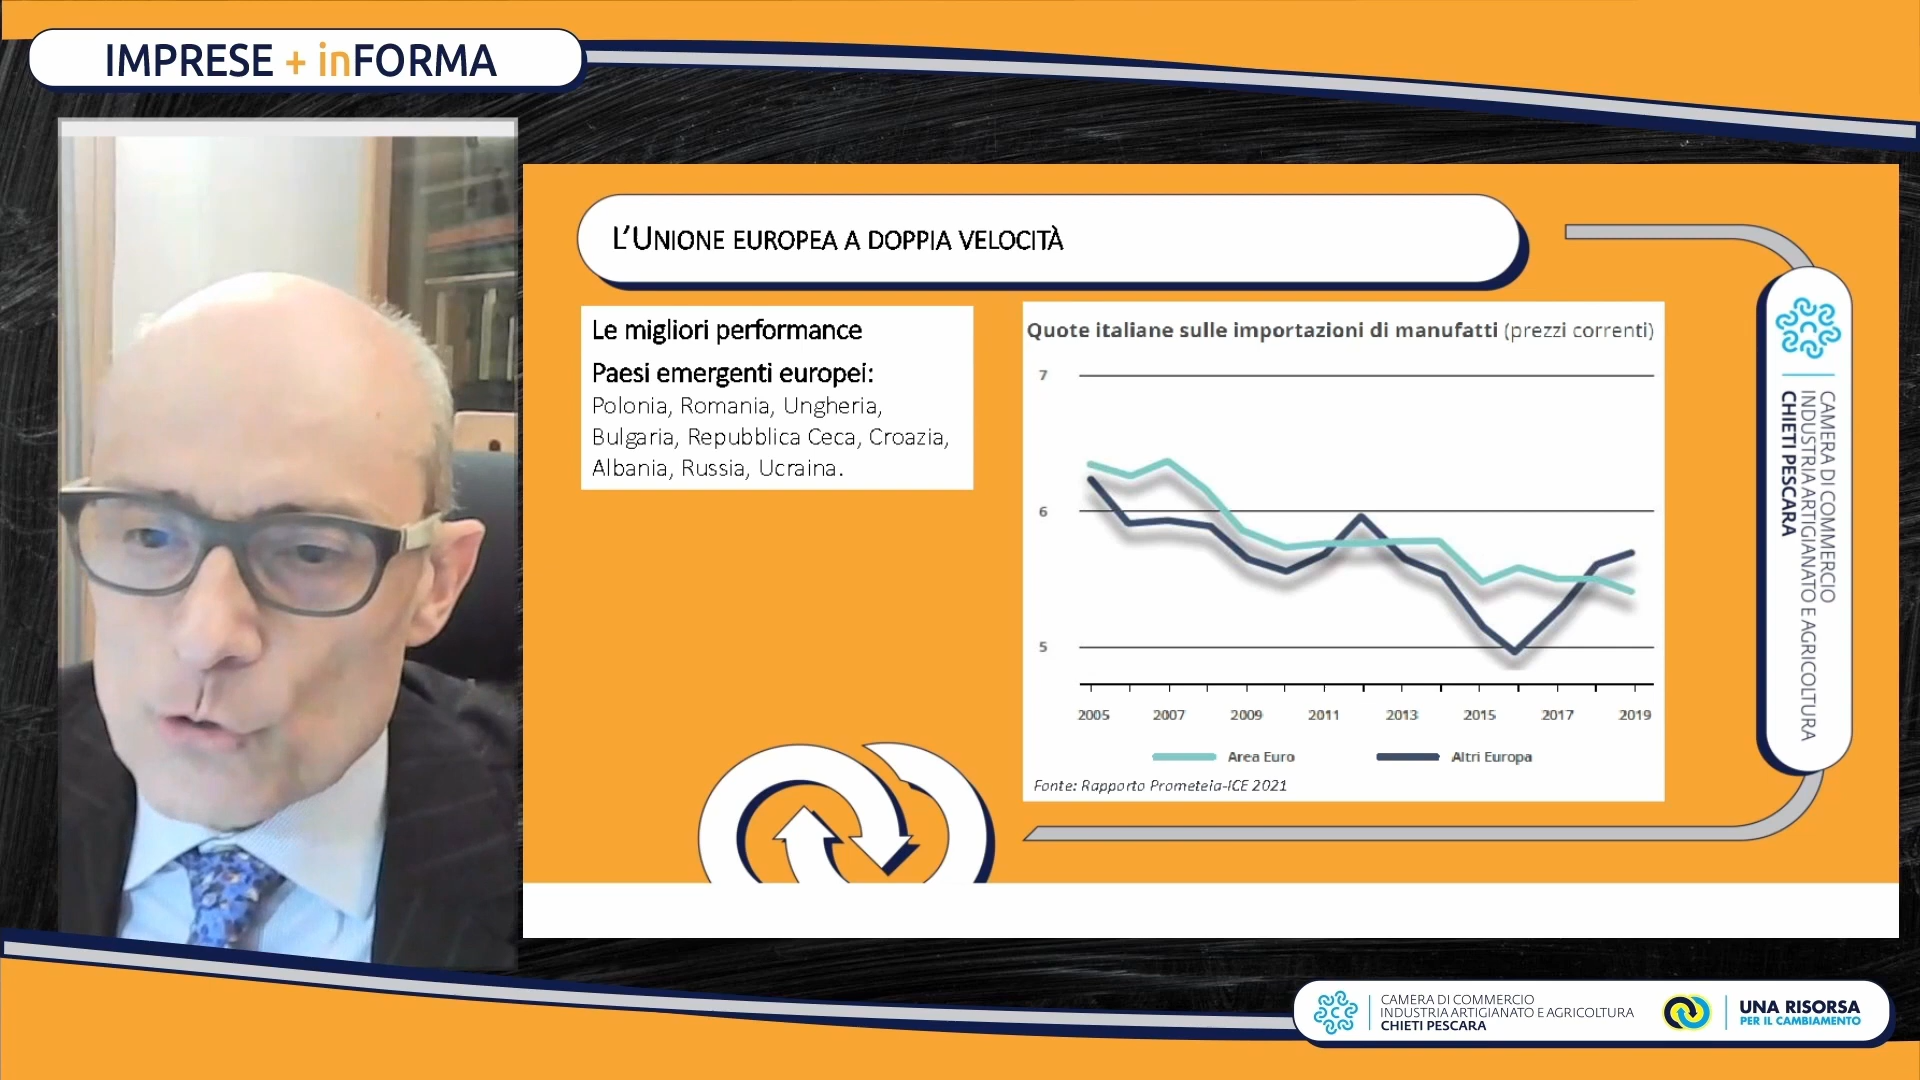 IMPRESE + inFORMA
L'UNIONE EUROPEA A DOPPIA VELOCITÀ
Le migliori performance
Paesi emergenti europei:
Polonia, Romania, Ungheria,
Bulgaria, Repubblica Ceca, Croazia,
Albania, Russia, Ucraina.
Quote italiane sulle importazioni di manufatti (prezzi correnti)
7
6
5
2005 2007 2009 2011 2013 2015 2017 2019
Area Euro Altri Europa
Fonte: Rapporto Prometeia-ICE 2021
CAMERA DI COMMERCIO
INDUSTRIA ARTIGIANATO E AGRICOLTURA
CHIETI PESCARA
CAMERA DI COMMERCIO
INDUSTRIA ARTIGIANATO E AGRICOLTURA
CHIETI PESCARA
UNA RISORSA
PER IL CAMBIAMENTO